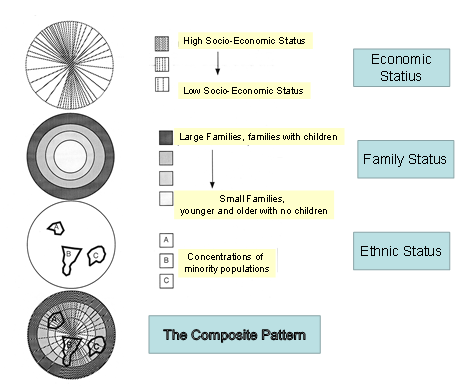 High Socio-Economic Status
Low Socio-Economic Status
Economic
Statius
Large Families, families with children
Small Families,
younger and older with no children
Family Status
A
B
C
A
B
C
Concentrations of
minority populations
Ethnic Status
A
B
C
The Composite Pattern